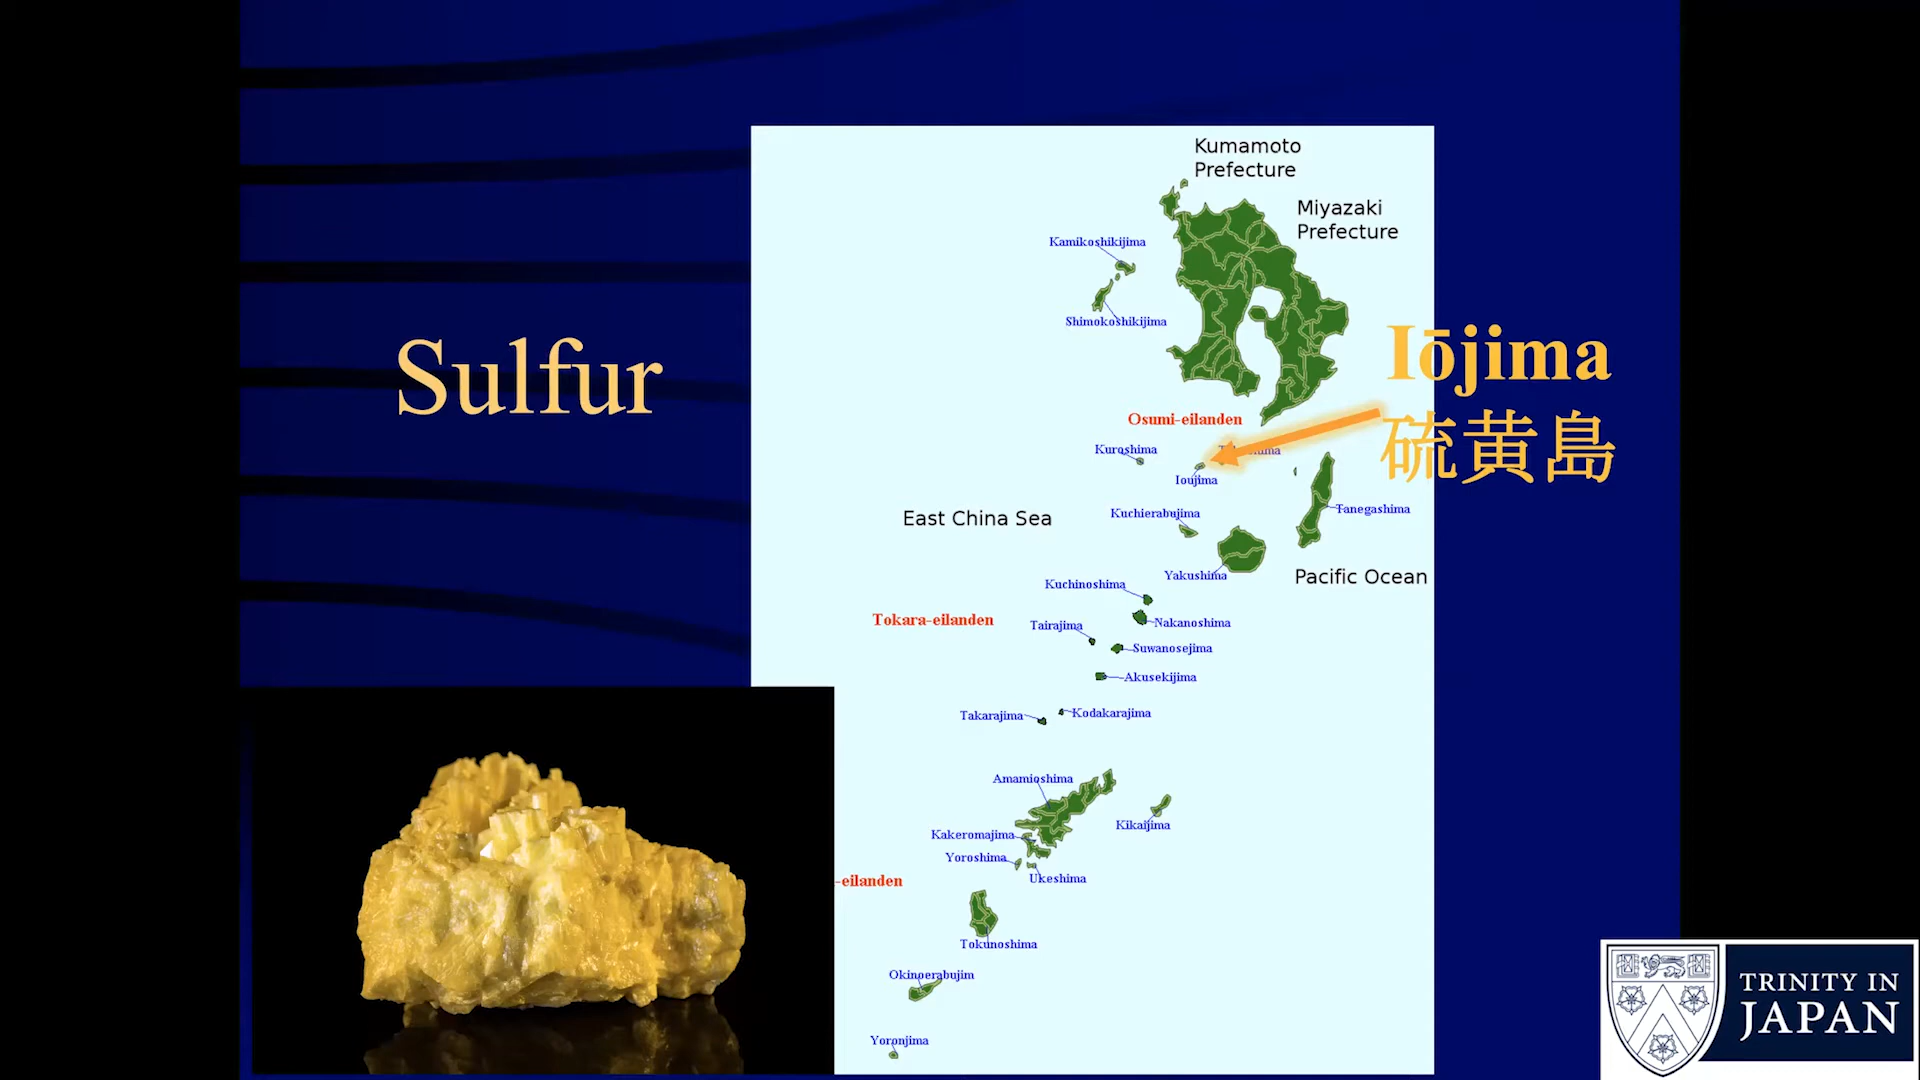 Sulfur
Kumamoto
Prefecture
Miyazaki
Prefecture
Kamikoshikijima
Shimokoshikijima
Iōjima
硫黄島
Osumi-eilanden
Kuroshima
Ioujima
Tanegashima
Kuchierabujima
East China Sea
Yakushima
Pacific Ocean
Kuchinoshima
Tokara-eilanden
Tairajima
Nakanoshima
Suwanosejima
Akusekijima
Takarajima
Kodakarajima
Amamioshima
Kikaijima
Kakeromajima
Yoroshima
Ukeshima
-eilanden
Tokunoshima
Okinoerabujim
Yoronjima
TRINITY IN
JAPAN